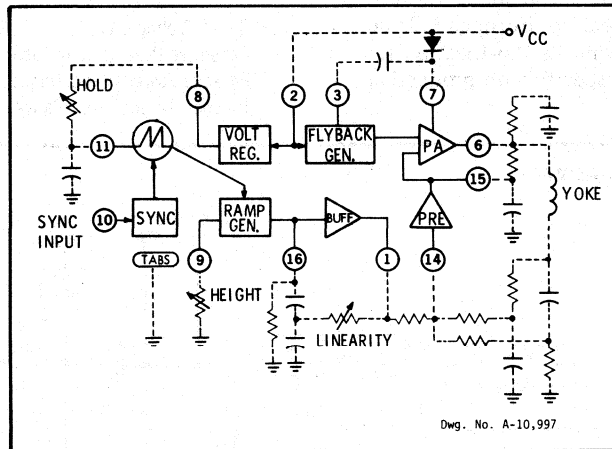 VCC
HOLD
8
2
3
7
11
VOLT
REG.
FLYBACK
GEN.
PA
6
15
YOKE
SYNC
INPUT
10
SYNC
RAMP
GEN.
BUFF
PRE
TABS
9
16
1
14
HEIGHT
LINEARITY
Dwg. No. A-10,997